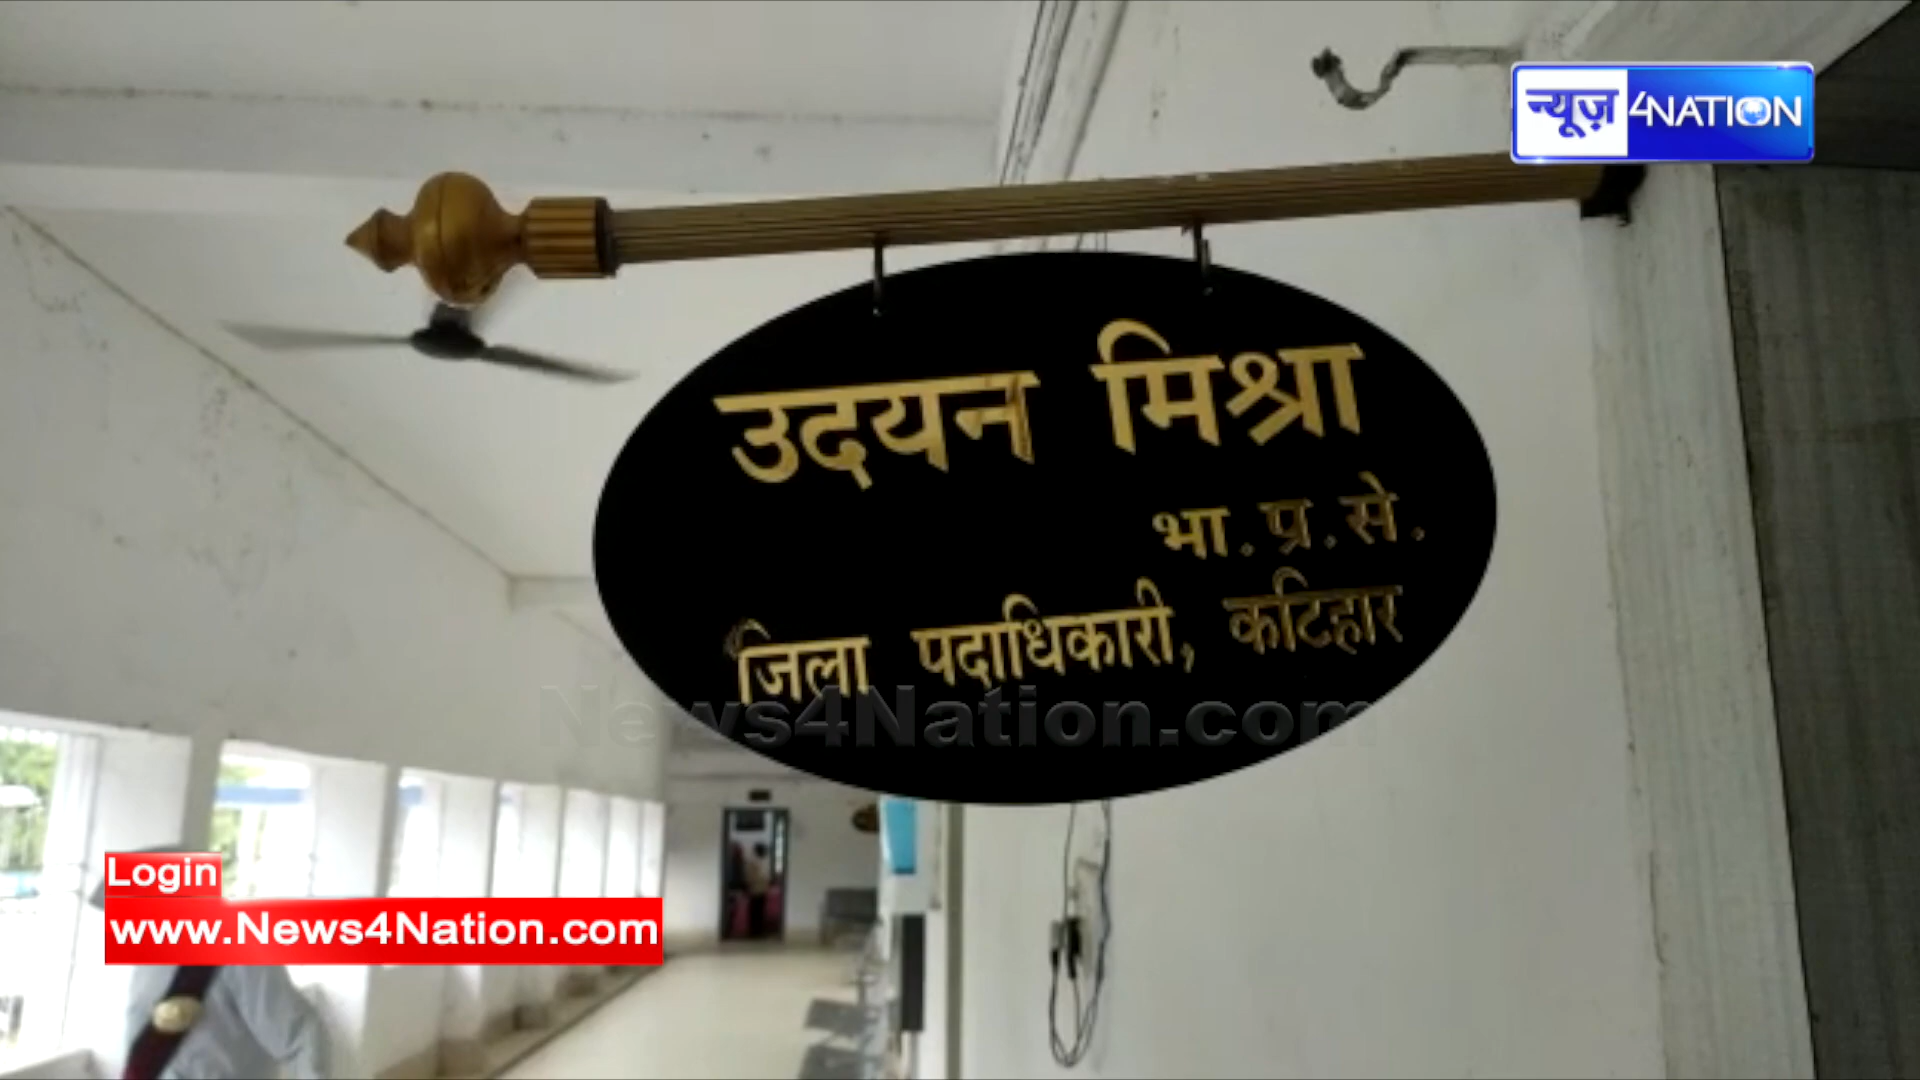 न्यूज़ 4NATION
उदयन मिश्रा
भा.प्र.से.
जिला पदाधिकारी, कटिहार
News4Nation.com
Login
www.News4Nation.com